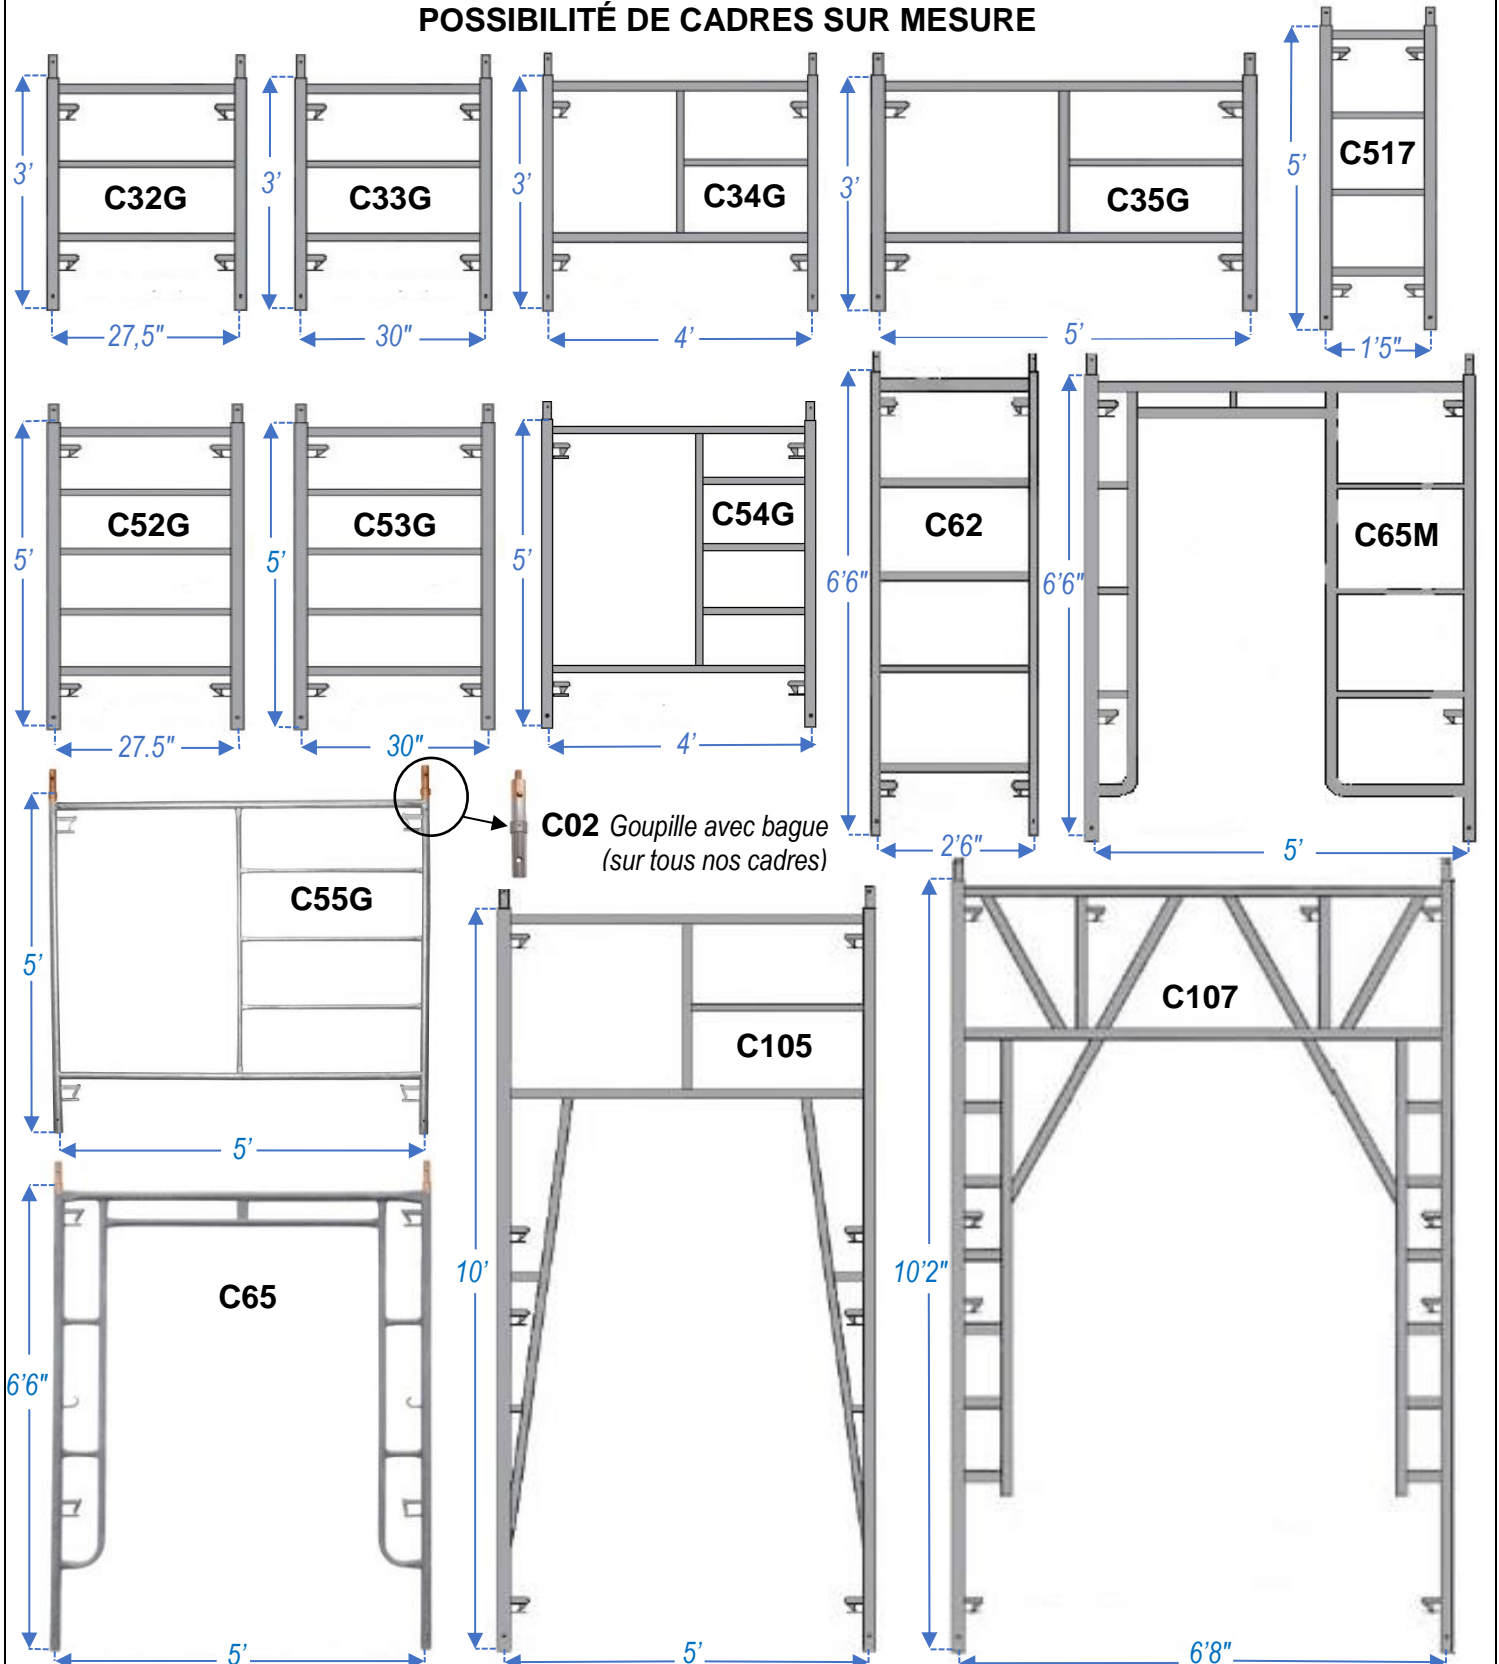 POSSIBILITÉ DE CADRES SUR MESURE
3'
C32G
27,5"
3'
C33G
30"
3'
C34G
4'
3'
C35G
5'
5'
C517
1'5"
5'
C52G
27.5"
5'
C53G
30"
5'
C54G
4'
6'6"
C62
2'6"
6'6"
C65M
5'
5'
C55G
5'
C02 Goupille avec bague
(sur tous nos cadres)
6'6"
C65
5'
10'
C105
5'
10'2"
C107
6'8"